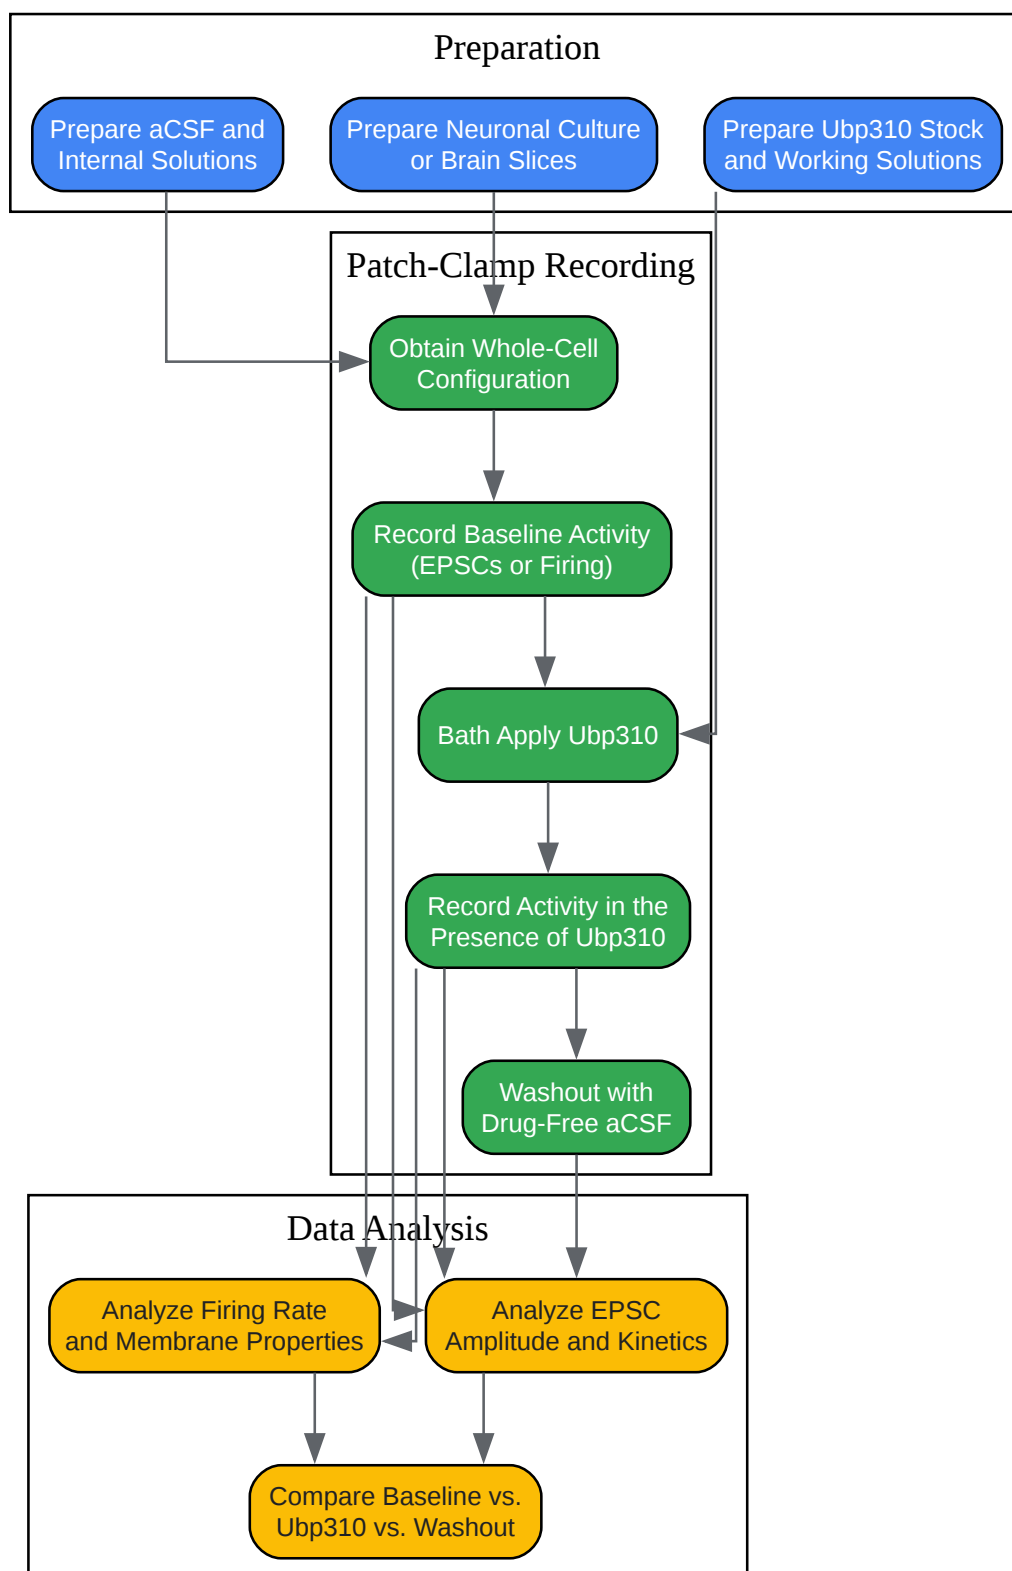 Preparation
Prepare aCSF and
Internal Solutions
Prepare Neuronal Culture
or Brain Slices
Prepare Ubp310 Stock
and Working Solutions
Patch-Clamp Recording
Obtain Whole-Cell
Configuration
Record Baseline Activity
(EPSCs or Firing)
Bath Apply Ubp310
Record Activity in the
Presence of Ubp310
Washout with
Drug-Free aCSF
Data Analysis
Analyze Firing Rate
and Membrane Properties
Analyze EPSC
Amplitude and Kinetics
Compare Baseline vs.
Ubp310 vs. Washout